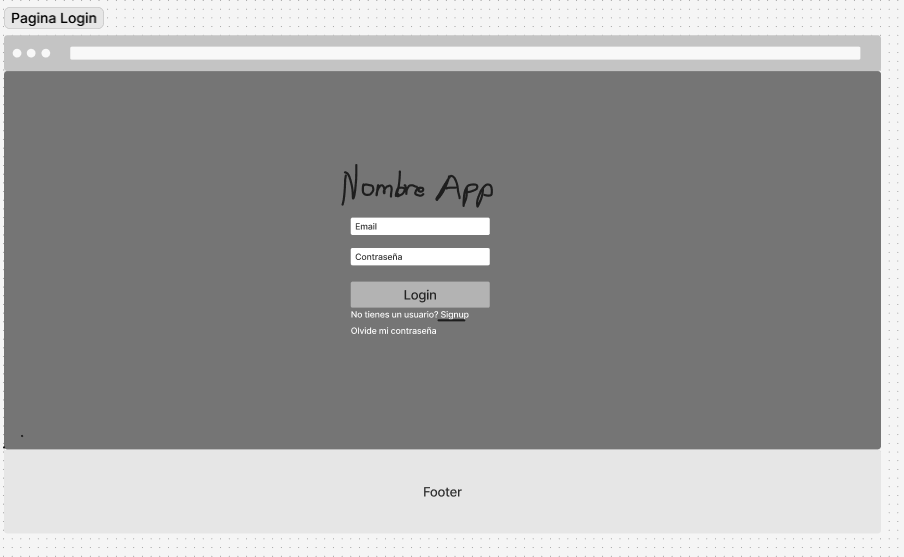 Pagina Login
Nombre App
Email
Contraseña
Login
No tienes un usuario? Signup
Olvide mi contraseña
Footer